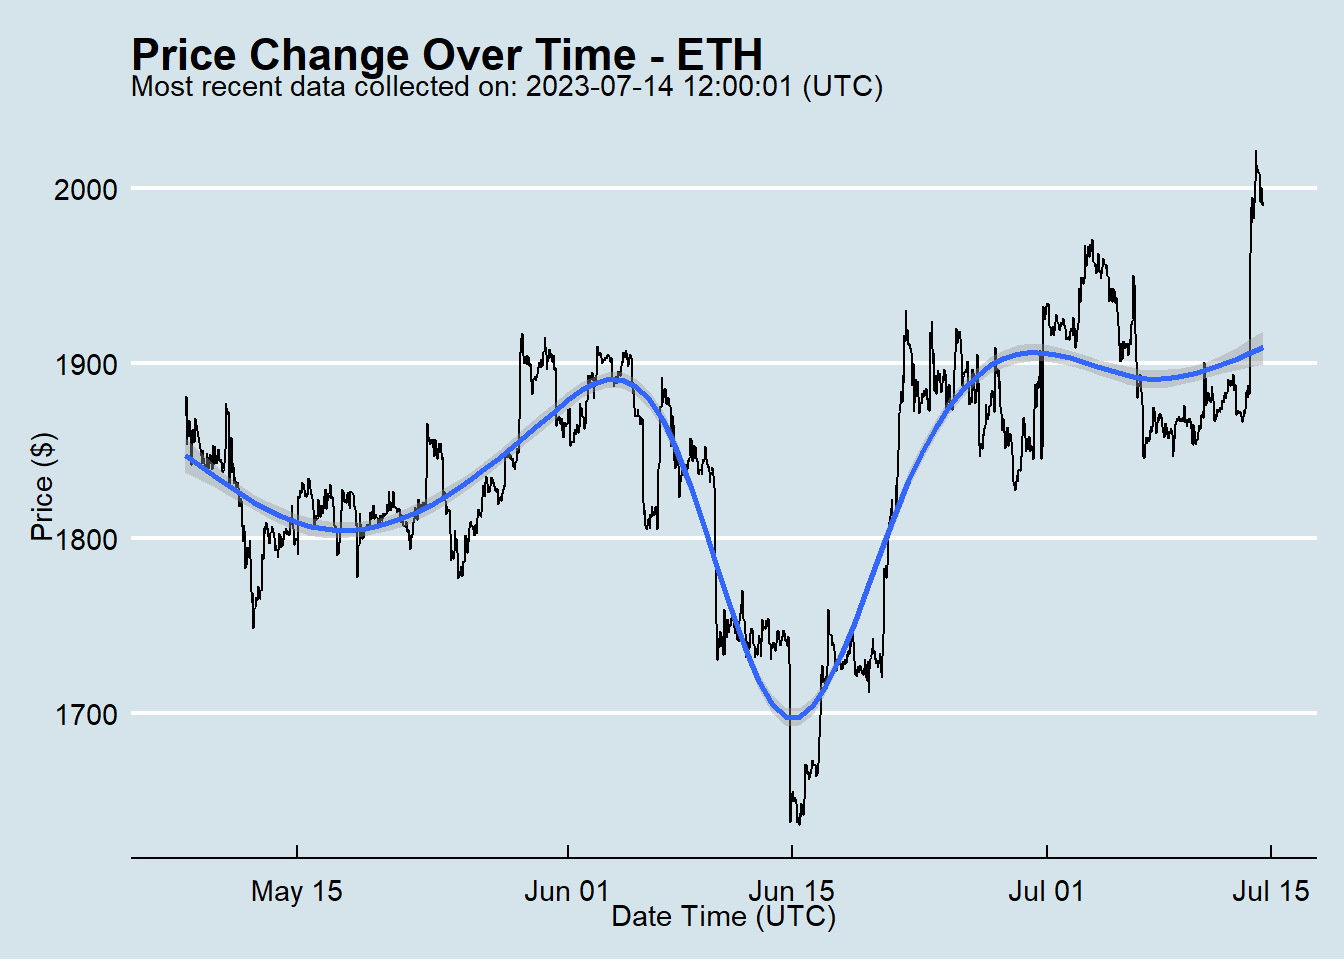 Price Change Over Time - ETH
Most recent data collected on: 2023-07-14 12:00:01 (UTC)
2000
1900
1800
1700
Price ($)
May 15
Jun 01
Jun 15
Jul 01
Jul 15
Date Time (UTC)